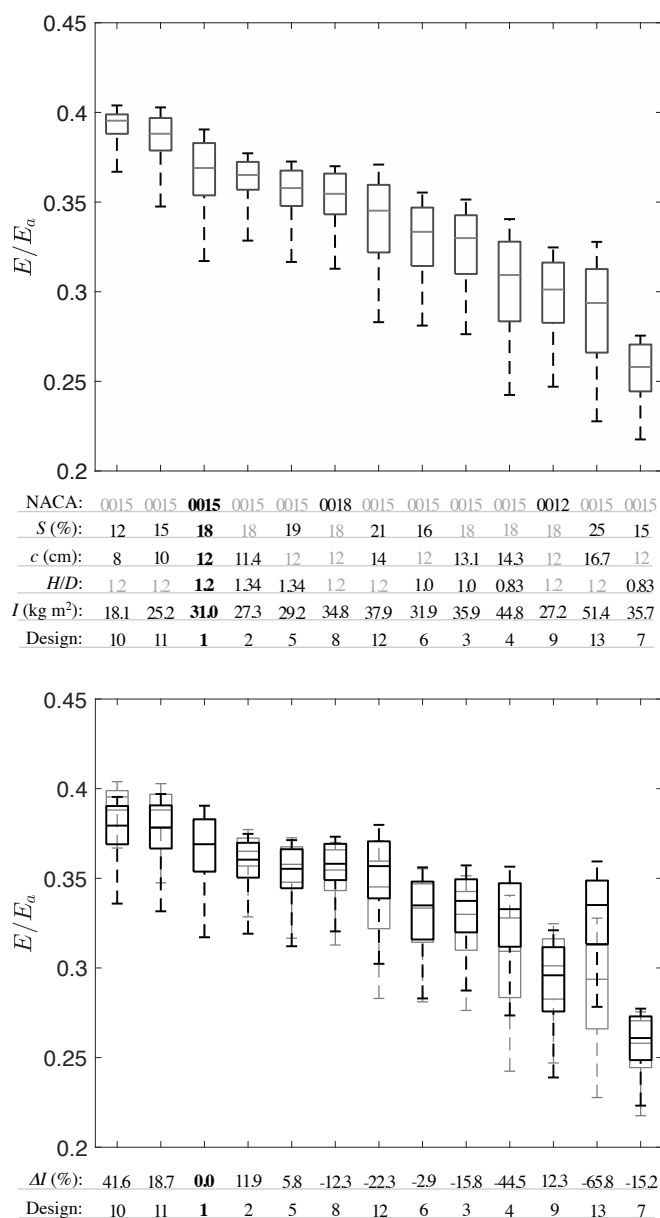 0.45
0.4
0.35
0.3
0.25
0.2
E/Eₐ
NACA: 0015 0015 0015 0015 0015 0018 0015 0015 0015 0015 0012 0015 0015
S (%): 12 15 18 18 19 18 21 16 18 18 18 25 15
c (cm): 8 10 12 11.4 12 12 14 12 13.1 14.3 12 16.7 12
H/D: 1.2 1.2 1.2 1.34 1.34 1.2 1.2 1.0 1.0 0.83 1.2 1.2 0.83
I (kg m²): 18.1 25.2 31.0 27.3 29.2 34.8 37.9 31.9 35.9 44.8 27.2 51.4 35.7
Design: 10 11 1 2 5 8 12 6 3 4 9 13 7
0.45
0.4
0.35
0.3
0.25
0.2
E/Eₐ
ΔI (%): 41.6 18.7 0.0 11.9 5.8 -12.3 -22.3 -2.9 -15.8 -44.5 12.3 -65.8 -15.2
Design: 10 11 1 2 5 8 12 6 3 4 9 13 7